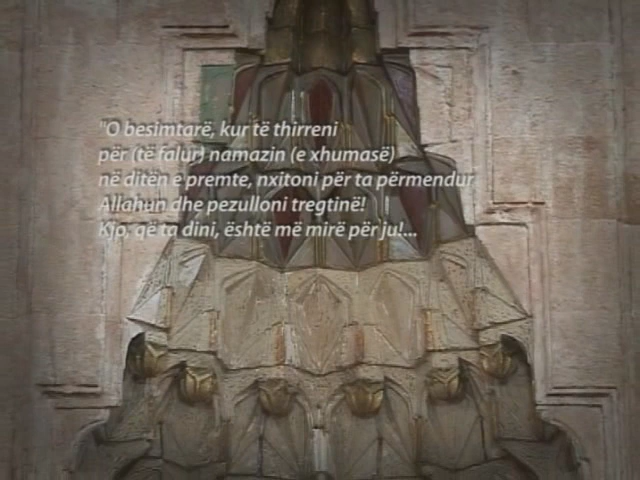 "O besimtarë, kur të thirreni
për (të falur) namazin (e xhumasë)
në ditën e premte, nxitoni për ta përmendur
Allahun dhe pezulloni tregtinë!
Kjo, që ta dini, është më mirë për ju!...